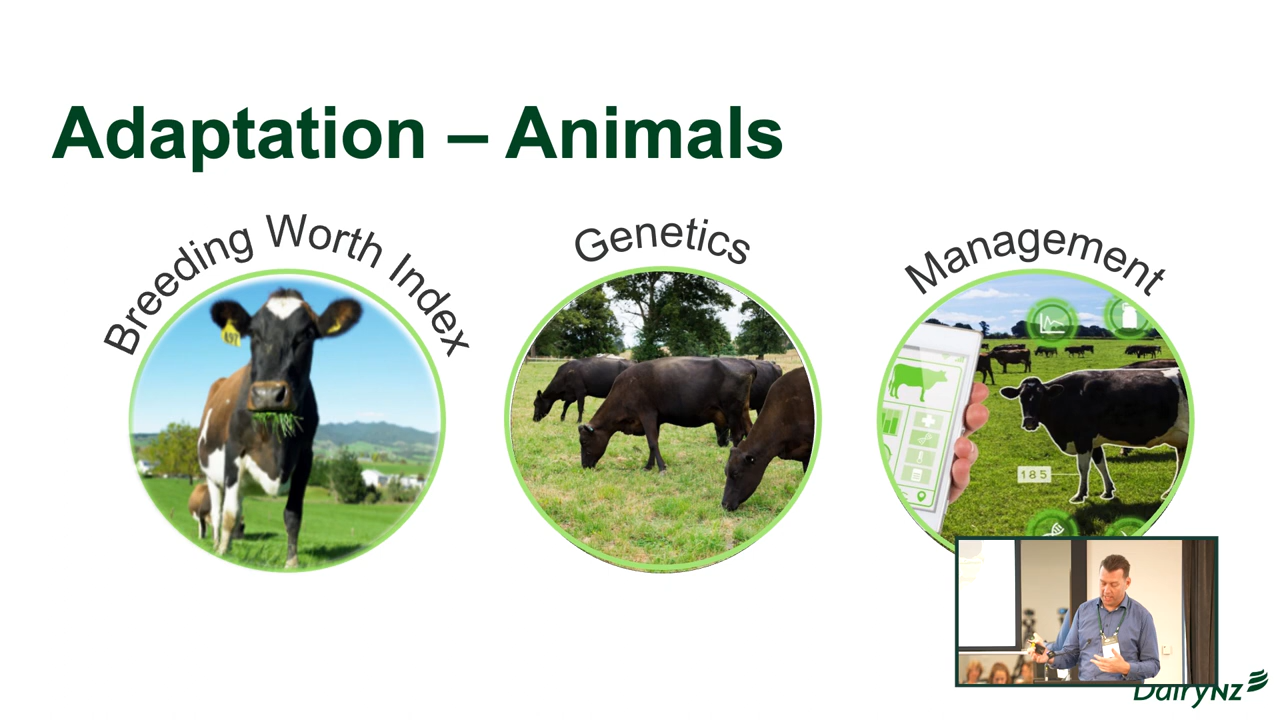 Adaptation – Animals
Breeding Worth Index
Genetics
Management
185
DairyNZ